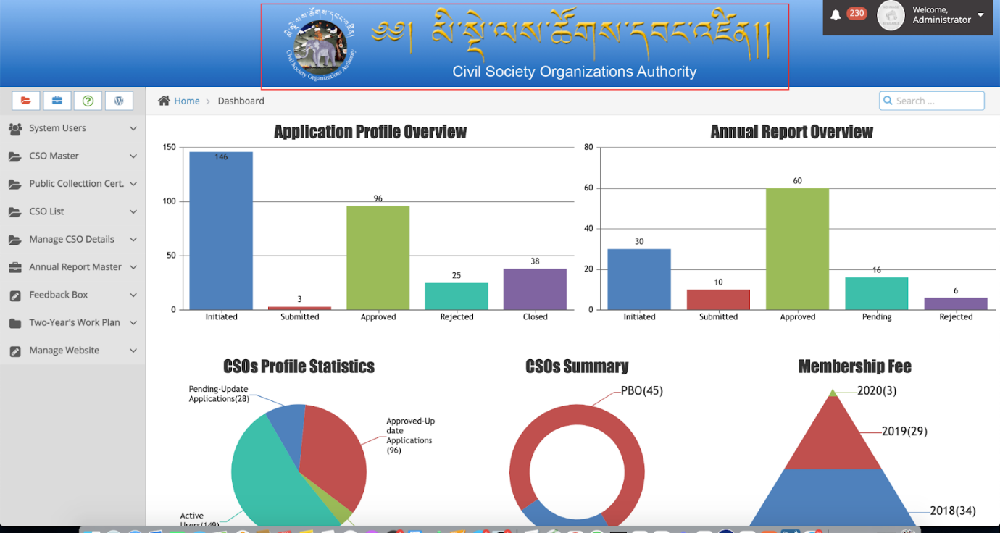 མི་སྡེ་ལས་ཚོགས་དབང་འཛིན།
Civil Society Organizations Authority
༄༅། མི་སྡེ་ལས་ཚོགས་དབང་འཛིན།།
Civil Society Organizations Authority
230
Welcome,
Administrator
Home
Dashboard
Search ...
System Users
CSO Master
Public Collecttion Cert.
CSO List
Manage CSO Details
Annual Report Master
Feedback Box
Two-Year's Work Plan
Manage Website
Application Profile Overview
150
100
50
0
146
3
96
25
38
Initiated
Submitted
Approved
Rejected
Closed
Annual Report Overview
80
60
40
20
0
30
10
60
16
6
Initiated
Submitted
Approved
Pending
Rejected
CSOs Profile Statistics
Pending-Update
Applications(28)
Approved-Up
date
Applications
(96)
Active
Users(149)
CSOs Summary
PBO(45)
Membership Fee
2020(3)
2019(29)
2018(34)